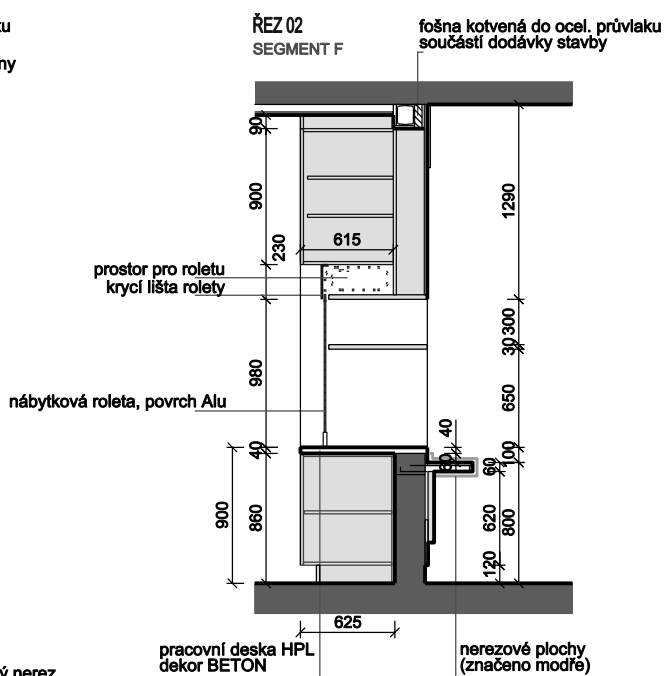 ku
ŘEZ 02
SEGMENT F
fošna kotvená do ocel. průvlaku
součástí dodávky stavby
ny
90
900
230
615
1290
prostor pro roletu
krycí lišta rolety
300
30
980
650
nábytková roleta, povrch Alu
40
40
100
60
60
900
860
620
800
120
625
pracovní deska HPL
dekor BETON
nerezové plochy
(značeno modře)
ý nerez